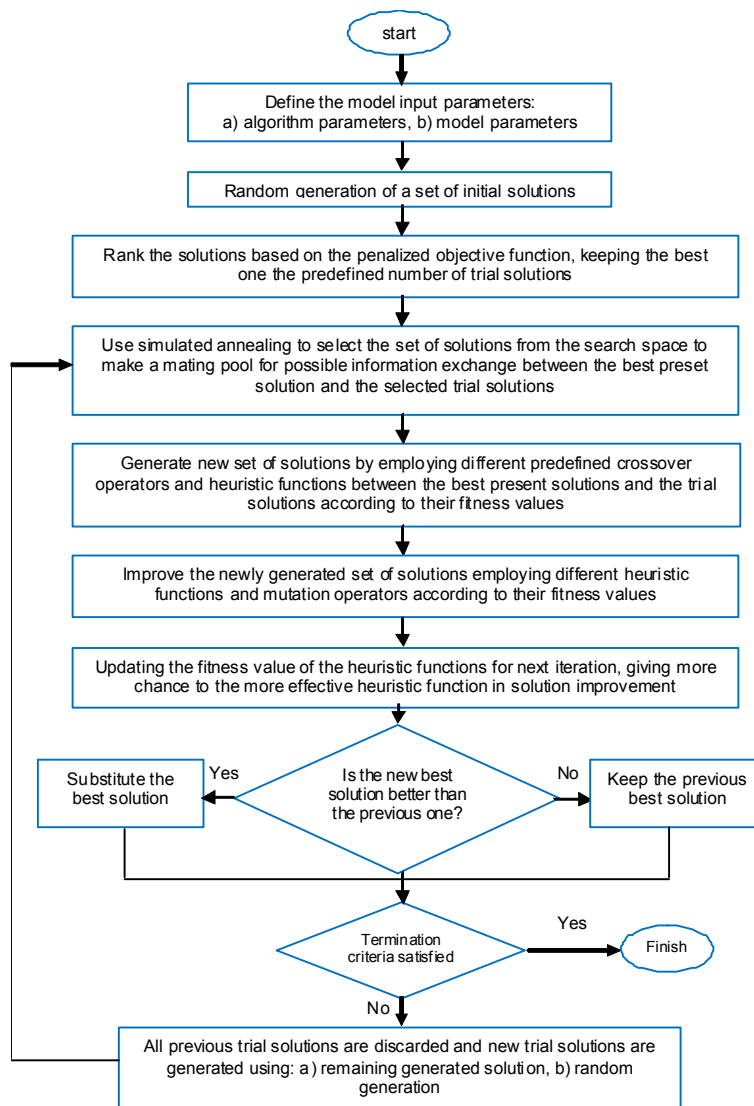 start
Define the model input parameters:
a) algorithm parameters, b) model parameters
Random generation of a set of initial solutions
Rank the solutions based on the penalized objective function, keeping the best
one the predefined number of trial solutions
Use simulated annealing to select the set of solutions from the search space to
make a mating pool for possible information exchange between the best preset
solution and the selected trial solutions
Generate new set of solutions by employing different predefined crossover
operators and heuristic functions between the best present solutions and the trial
solutions according to their fitness values
Improve the newly generated set of solutions employing different heuristic
functions and mutation operators according to their fitness values
Updating the fitness value of the heuristic functions for next iteration, giving more
chance to the more effective heuristic function in solution improvement
Substitute the
best solution
Yes
Is the new best
solution better than
the previous one?
No
Keep the previous
best solution
Termination
criteria satisfied
Yes
Finish
No
All previous trial solutions are discarded and new trial solutions are
generated using: a) remaining generated solution, b) random
generation